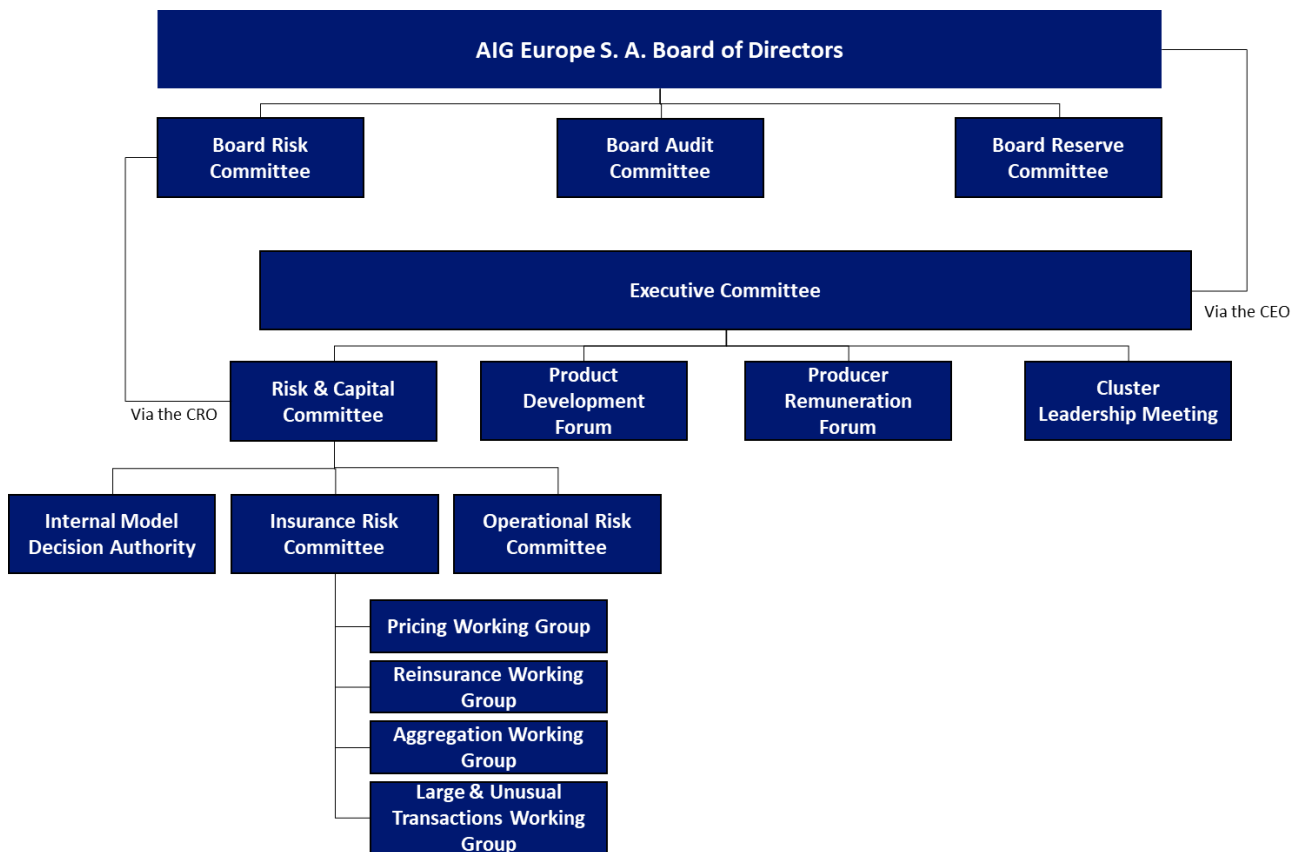 AIG Europe S. A. Board of Directors
Board Risk
Committee
Board Audit
Committee
Board Reserve
Committee
Executive Committee
Via the CEO
Risk & Capital
Committee
Via the CRO
Product
Development
Forum
Producer
Remuneration
Forum
Cluster
Leadership Meeting
Internal Model
Decision Authority
Insurance Risk
Committee
Operational Risk
Committee
Pricing Working Group
Reinsurance Working
Group
Aggregation Working
Group
Large & Unusual
Transactions Working
Group